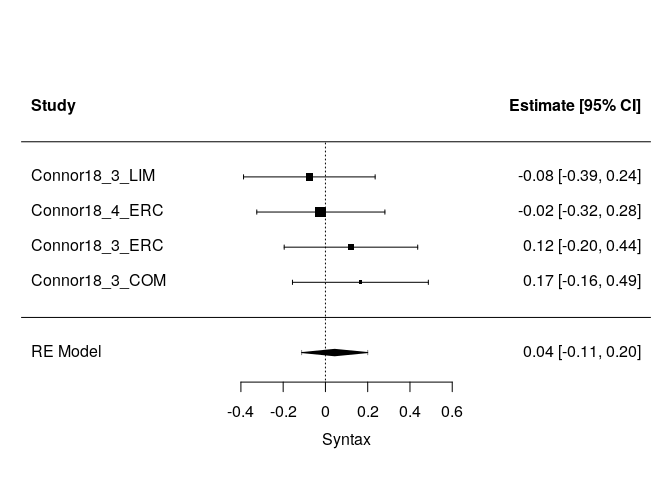 Study Estimate [95% CI]
Connor18_3_LIM -0.08 [-0.39, 0.24]
Connor18_4_ERC -0.02 [-0.32, 0.28]
Connor18_3_ERC 0.12 [-0.20, 0.44]
Connor18_3_COM 0.17 [-0.16, 0.49]
RE Model 0.04 [-0.11, 0.20]
-0.4 -0.2 0 0.2 0.4 0.6
Syntax